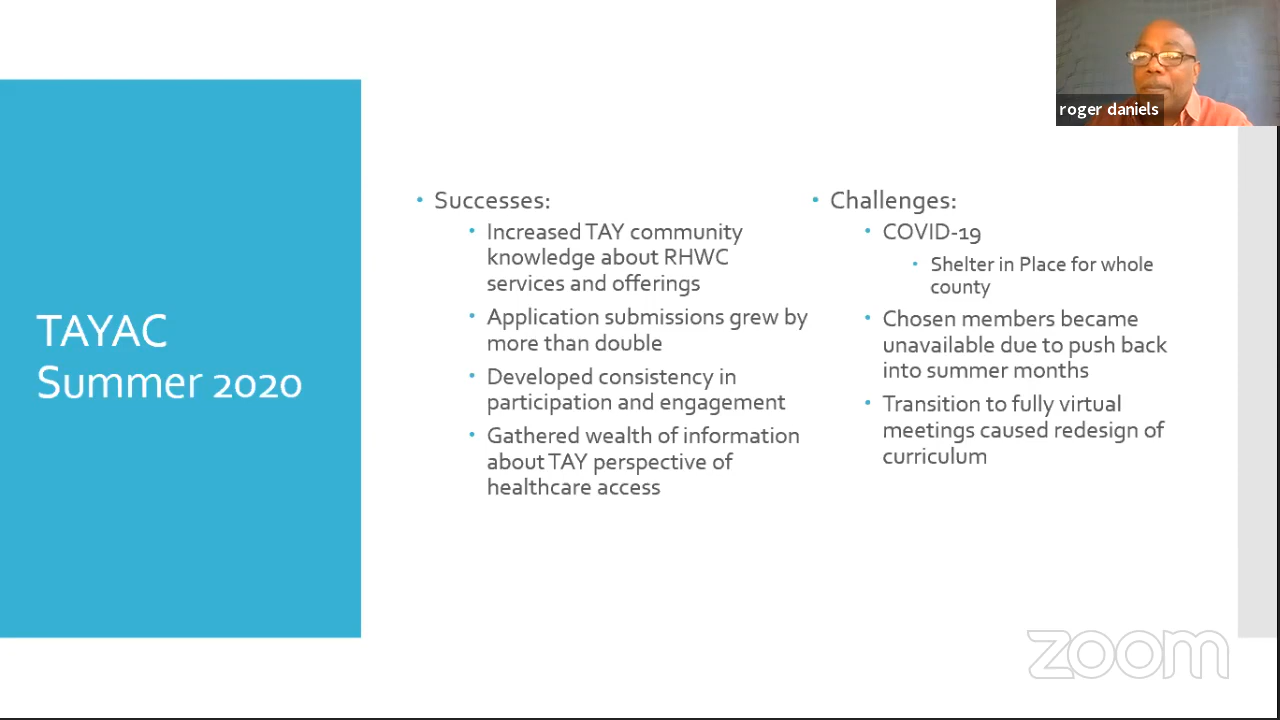 roger daniels
TAYAC
Summer 2020
• Successes:
• Increased TAY community
knowledge about RHWC
services and offerings
• Application submissions grew by
more than double
• Developed consistency in
participation and engagement
• Gathered wealth of information
about TAY perspective of
healthcare access
• Challenges:
• COVID-19
• Shelter in Place for whole
county
• Chosen members became
unavailable due to push back
into summer months
• Transition to fully virtual
meetings caused redesign of
curriculum
zoom